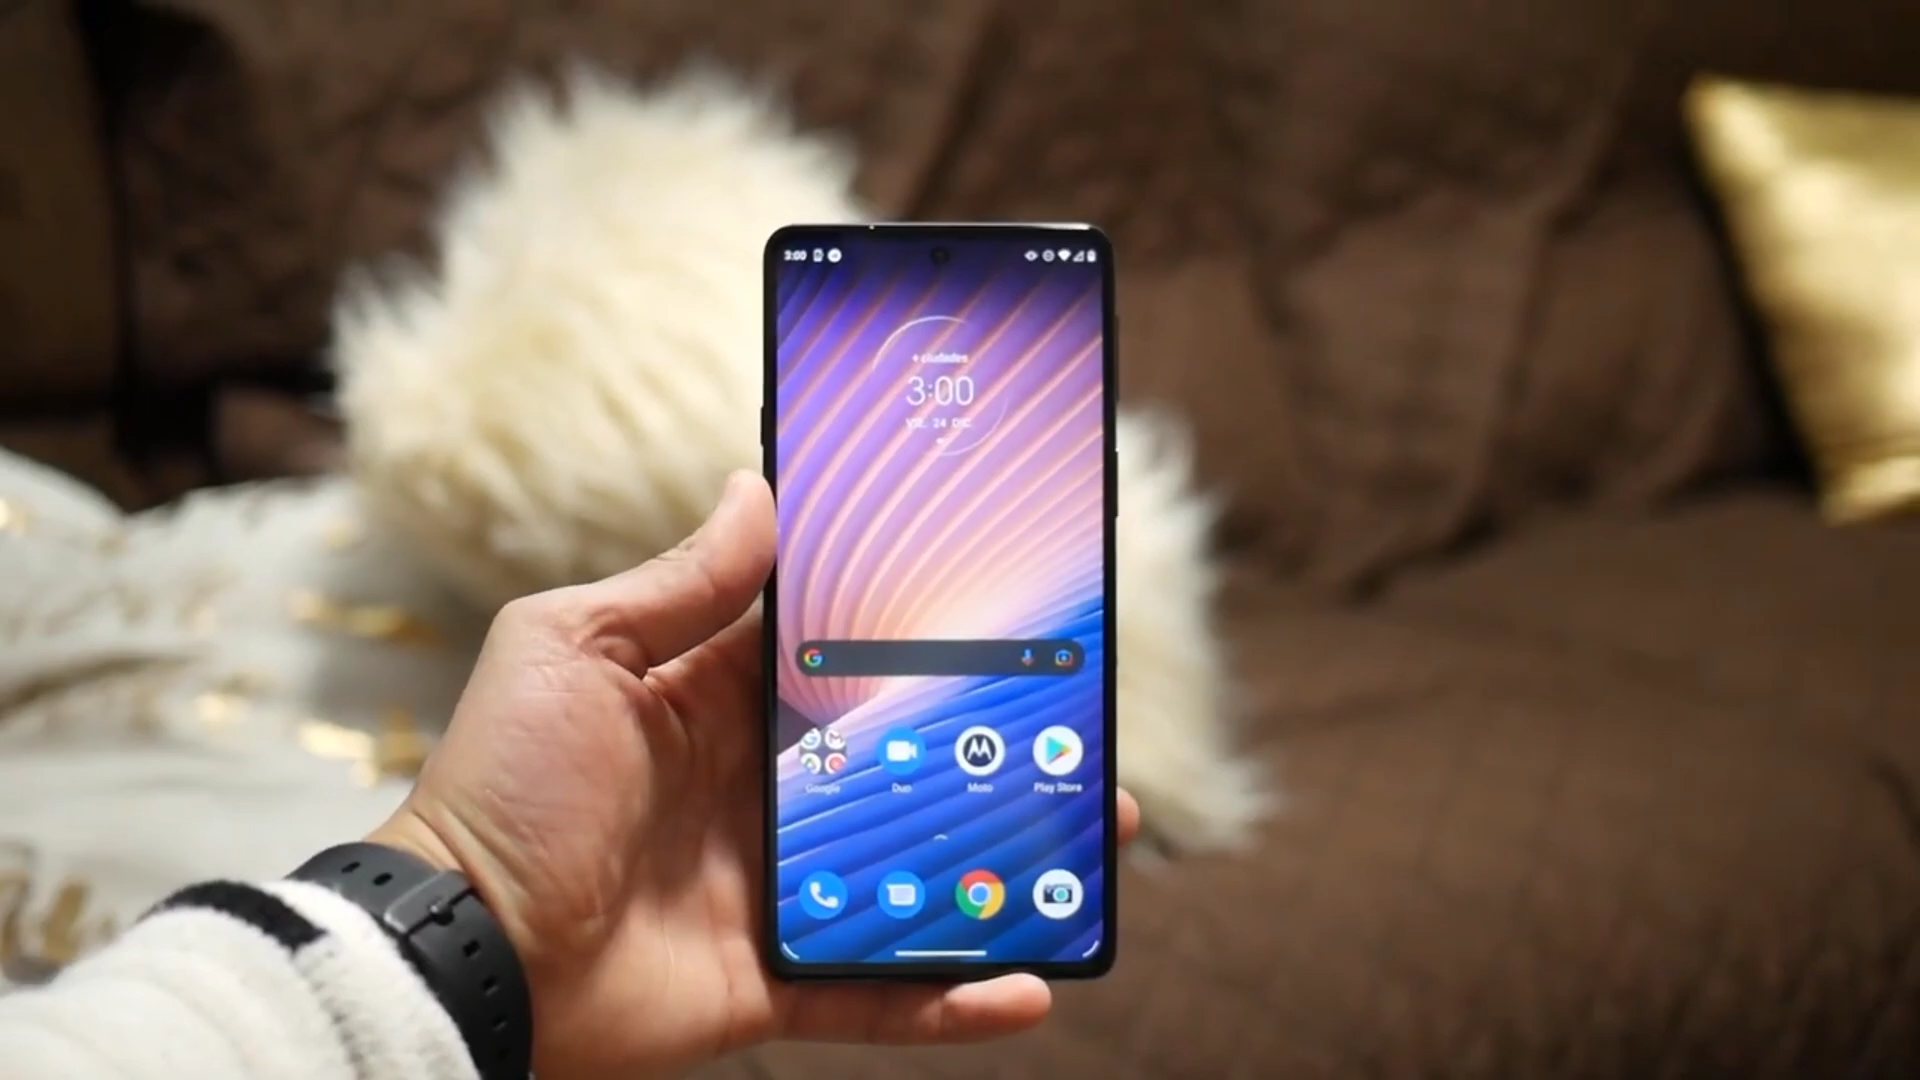 3:00
+ ciudades
3:00
VIE. 24 DIC.
Google
Duo
Moto
Play Store